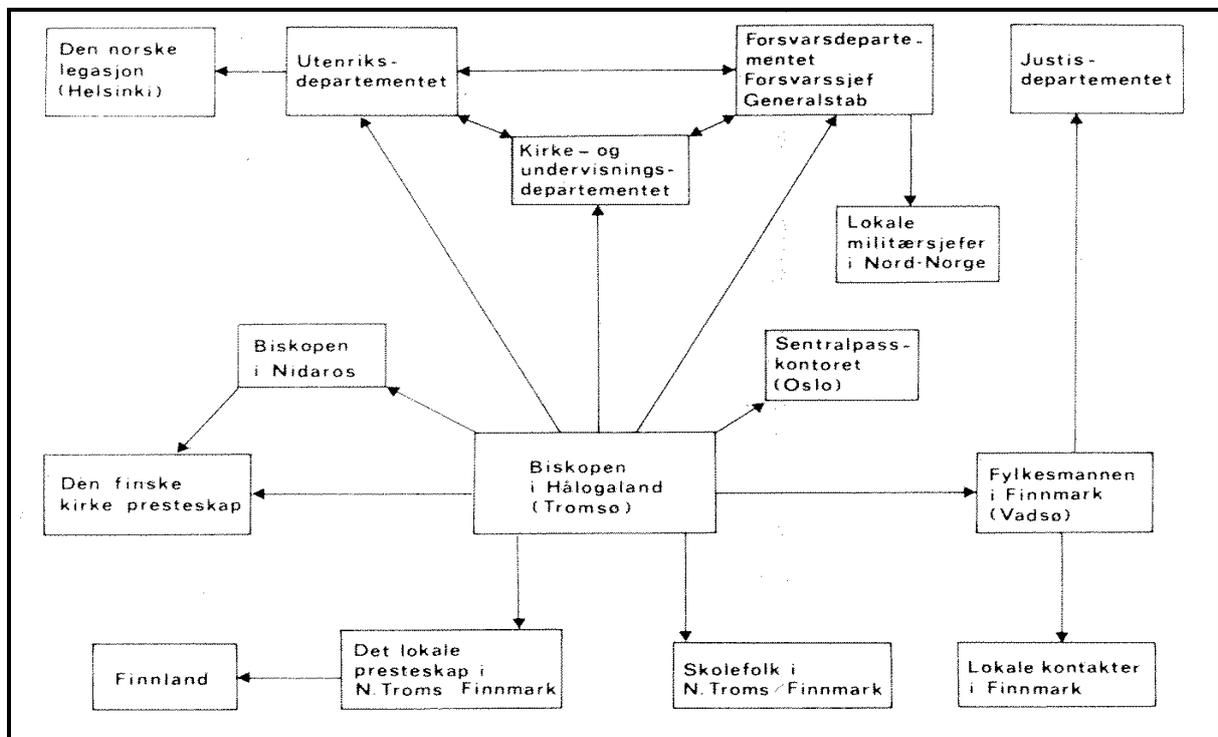 Den norske
legasjon
(Helsinki)
Utenriks-
departementet
Forsvarsdeparte-
mentet
Forsvarssjef
Generalstab
Justis-
departementet
Kirke- og
undervisnings-
departementet
Lokale
militærsjefer
i Nord-Norge
Biskopen
i Nidaros
Sentralpass-
kontoret
(Oslo)
Den finske
kirke presteskap
Biskopen
i Hålogaland
(Tromsø)
Fylkesmannen
i Finnmark
(Vadsø)
Finnland
Det lokale
presteskap i
N. Troms Finnmark
Skolefolk i
N. Troms/Finnmark
Lokale kontakter
i Finnmark